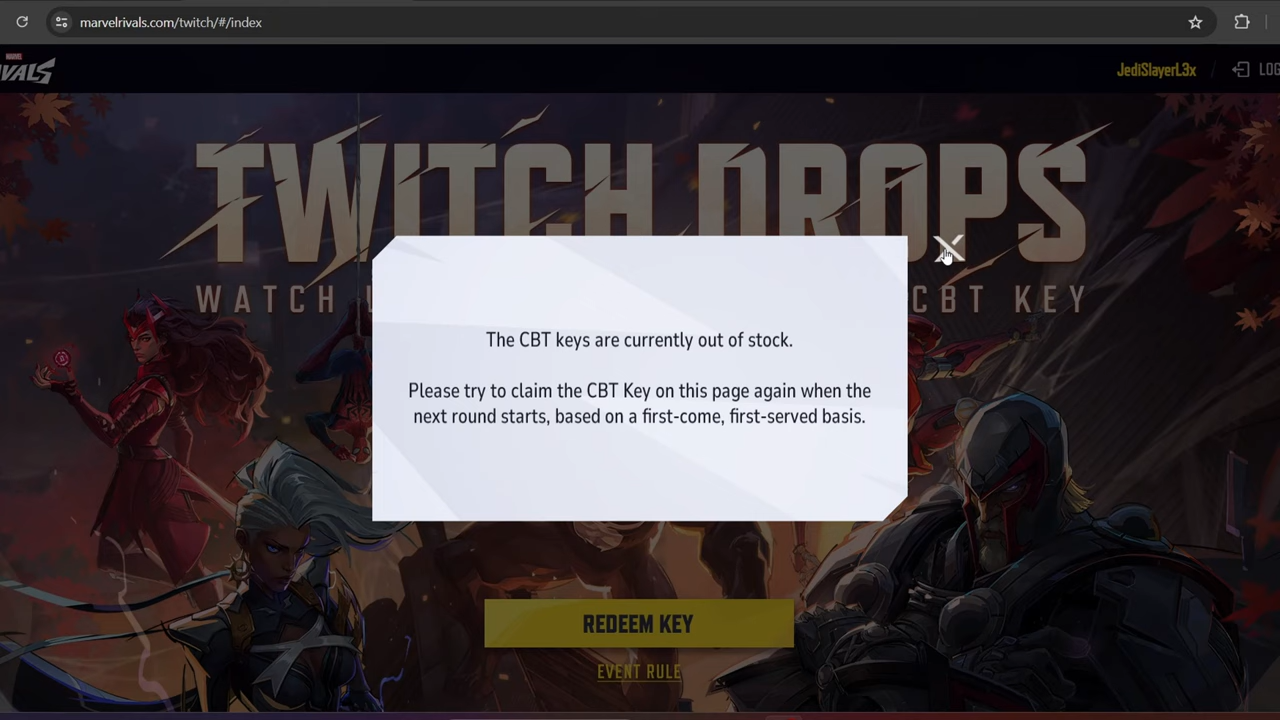 marvelrivals.com/twitch/#/index
MARVEL
VALS
JediSlayerL3x / LOG
TWITCH DROPS
WATCH
CBT KEY
The CBT keys are currently out of stock.
Please try to claim the CBT Key on this page again when the
next round starts, based on a first-come, first-served basis.
REDEEM KEY
EVENT RULE